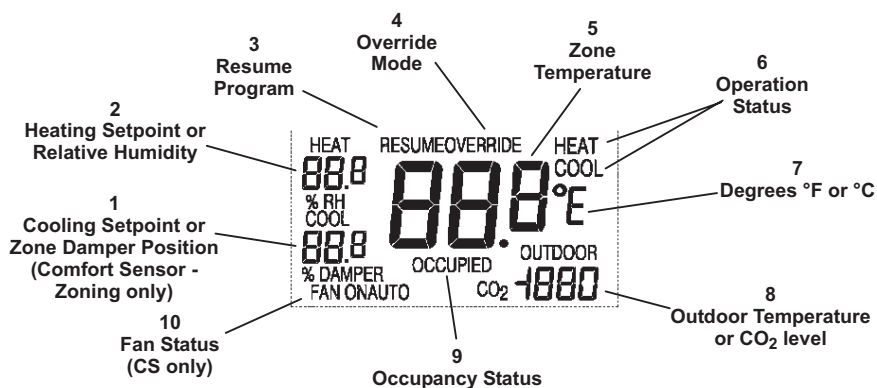 4
Override
Mode
5
Zone
Temperature
3
Resume
Program
6
Operation
Status
2
Heating Setpoint or
Relative Humidity
HEAT
RESUMEOVERRIDE
HEAT
COOL
88.8
% RH
COOL
88.8
°E
7
Degrees °F or °C
1
Cooling Setpoint or
Zone Damper Position
(Comfort Sensor -
Zoning only)
88.8
% DAMPER
FAN ONAUTO
OCCUPIED
OUTDOOR
CO₂ -1880
10
Fan Status
(CS only)
9
Occupancy Status
8
Outdoor Temperature
or CO₂ level